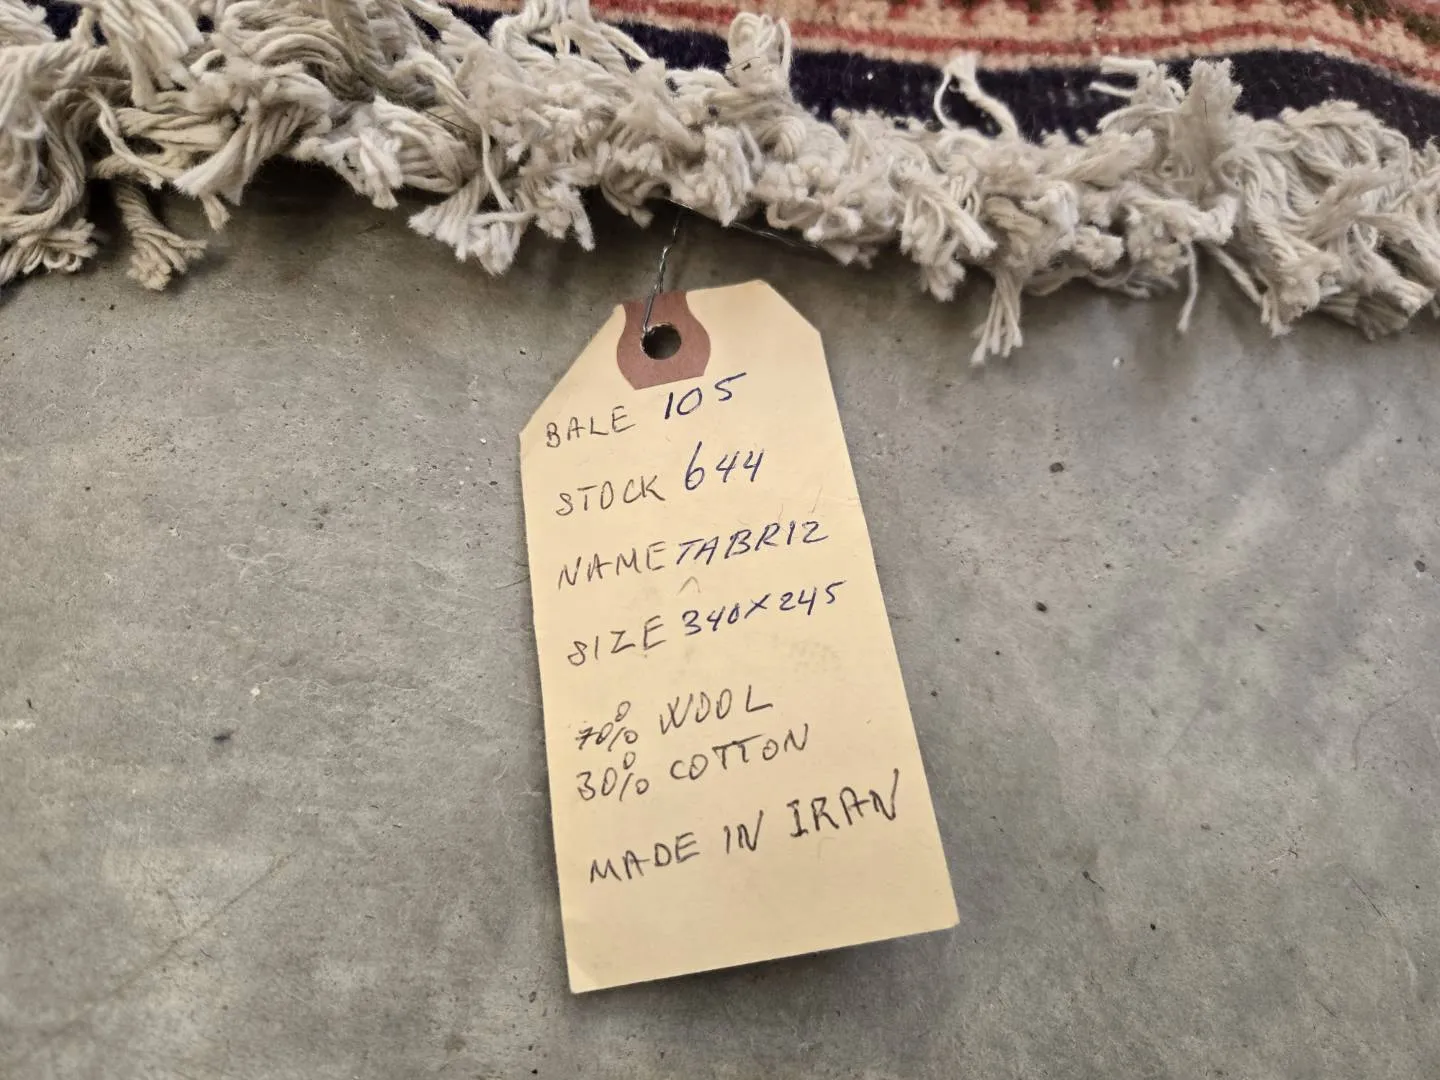 BALE 105
STOCK 644
NAME TABRIZ
SIZE 340X245
70% WOOL
30% COTTON
MADE IN IRAN